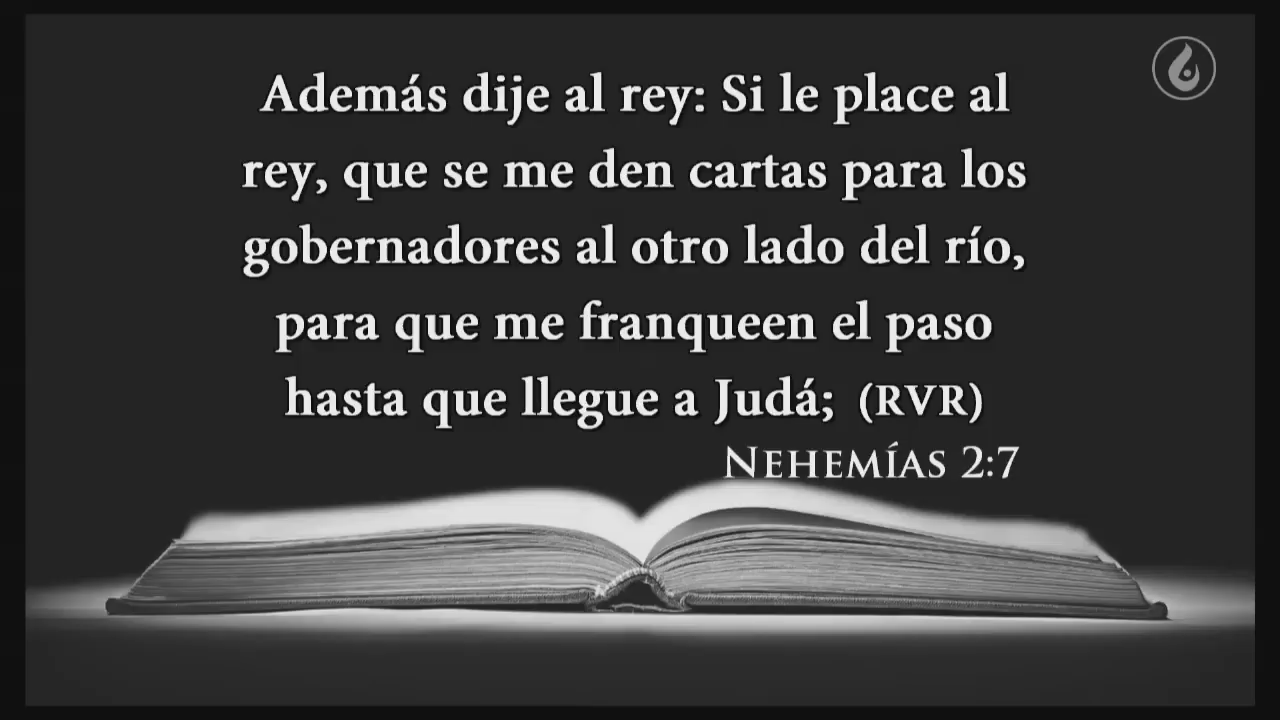 Además dije al rey: Si le place al
rey, que se me den cartas para los
gobernadores al otro lado del río,
para que me franqueen el paso
hasta que llegue a Judá; (RVR)
Nehemías 2:7